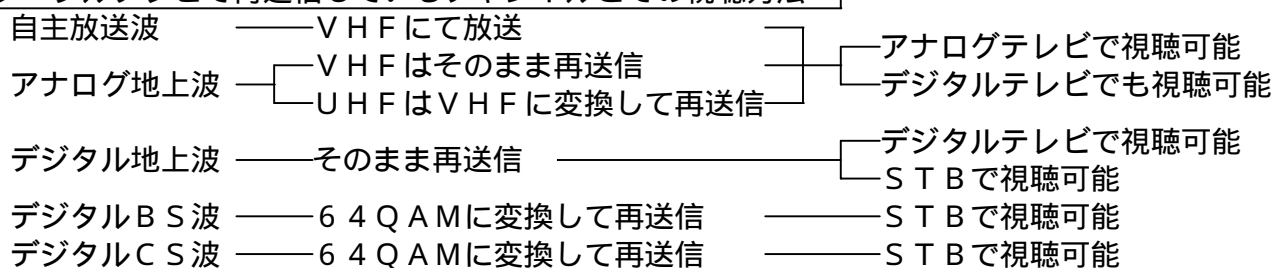 自主放送波 ＶＨＦにて放送
アナログ地上波 ＶＨＦはそのまま再送信
ＵＨＦはＶＨＦに変換して再送信
アナログテレビで視聴可能
デジタルテレビでも視聴可能
デジタル地上波 そのまま再送信
デジタルテレビで視聴可能
ＳＴＢで視聴可能
デジタルＢＳ波 ６４ＱＡＭに変換して再送信 ＳＴＢで視聴可能
デジタルＣＳ波 ６４ＱＡＭに変換して再送信 ＳＴＢで視聴可能